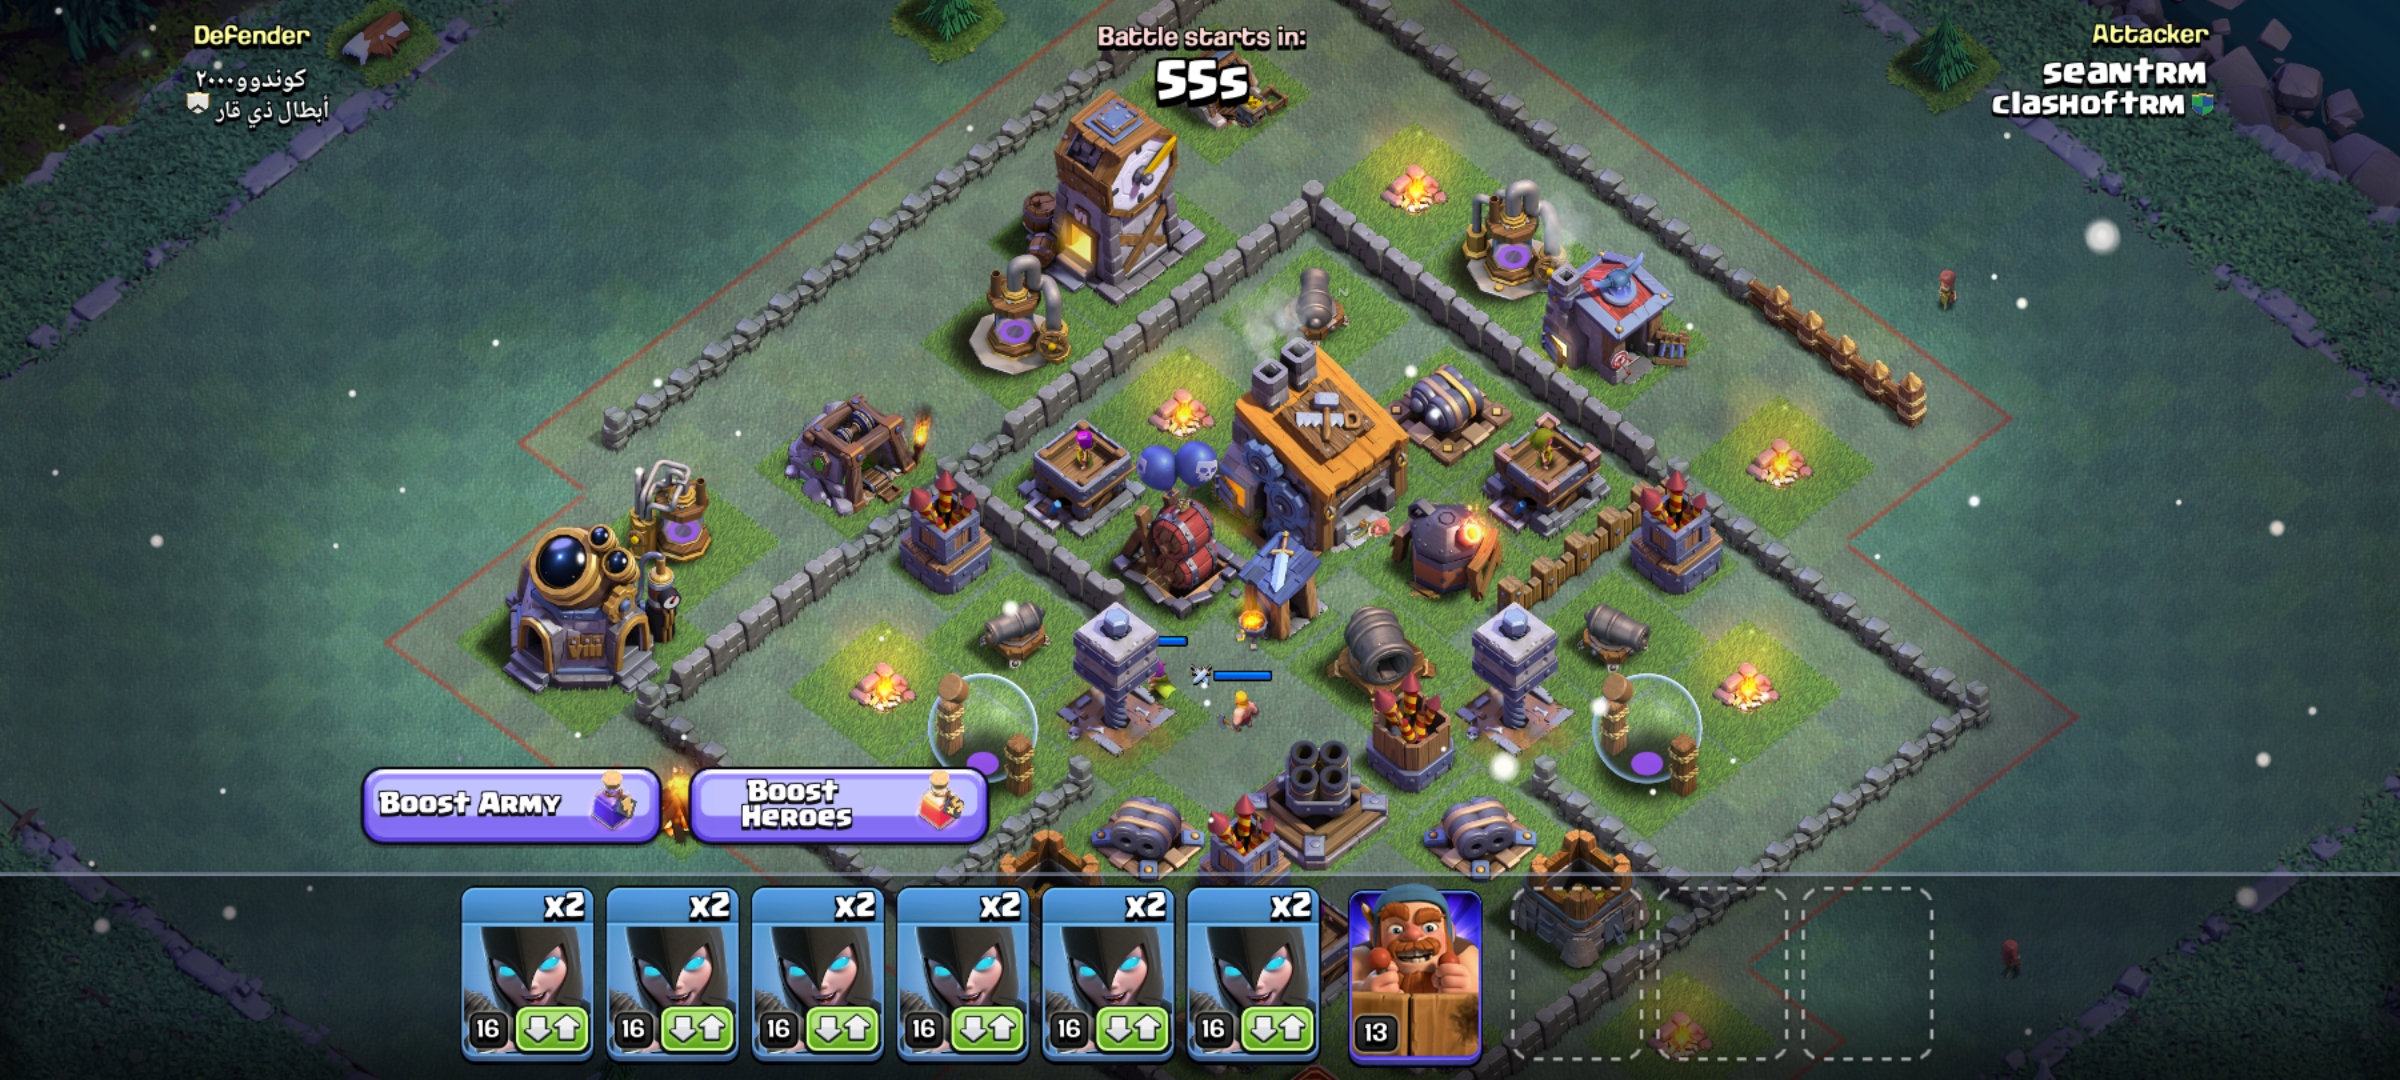 Defender
كوندوو٢٠٠٠
أبطال ذي قار
Battle starts in:
55s
Attacker
seantRM
clashoftRM
VIII
Boost Army
Boost
Heroes
x2
x2
x2
x2
x2
x2
16
16
16
16
16
16
13